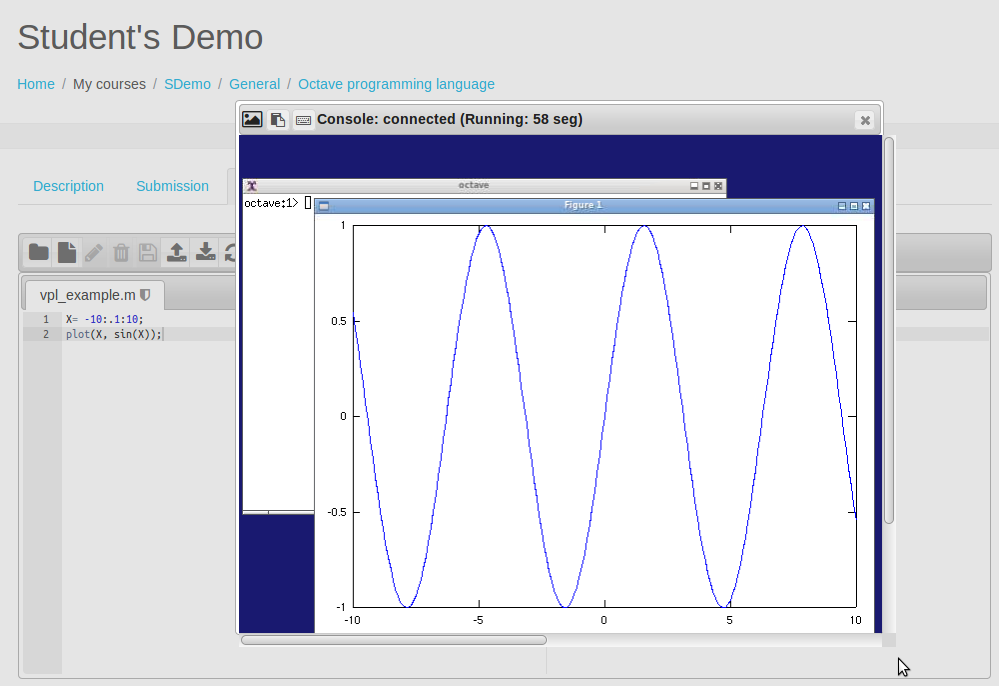 Student's Demo
Home / My courses / SDemo / General / Octave programming language
Console: connected (Running: 58 seg)
Description
Submission
octave
octave:1>
Figure 1
vpl_example.m
1 X= -10:.1:10;
2 plot(X, sin(X));
1
0.5
0
-0.5
-1
-10 -5 0 5 10